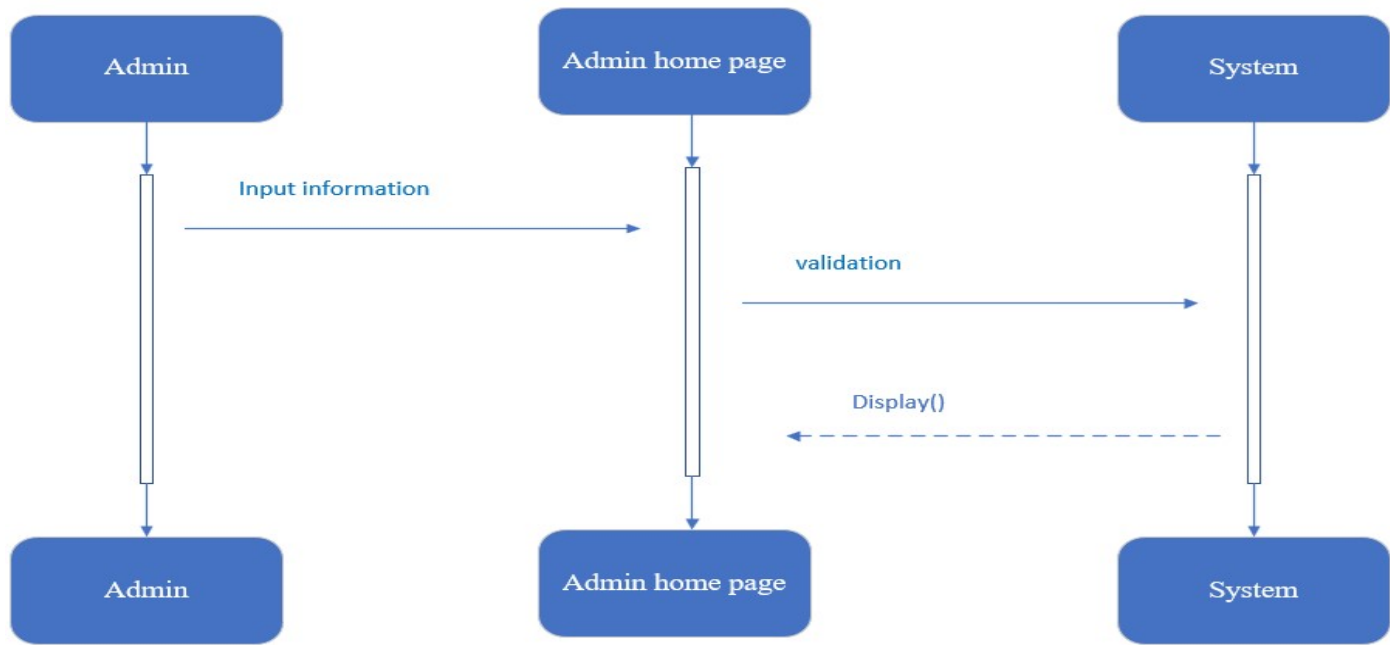 Admin
Admin home page
System
Input information
validation
Display()
Admin
Admin home page
System